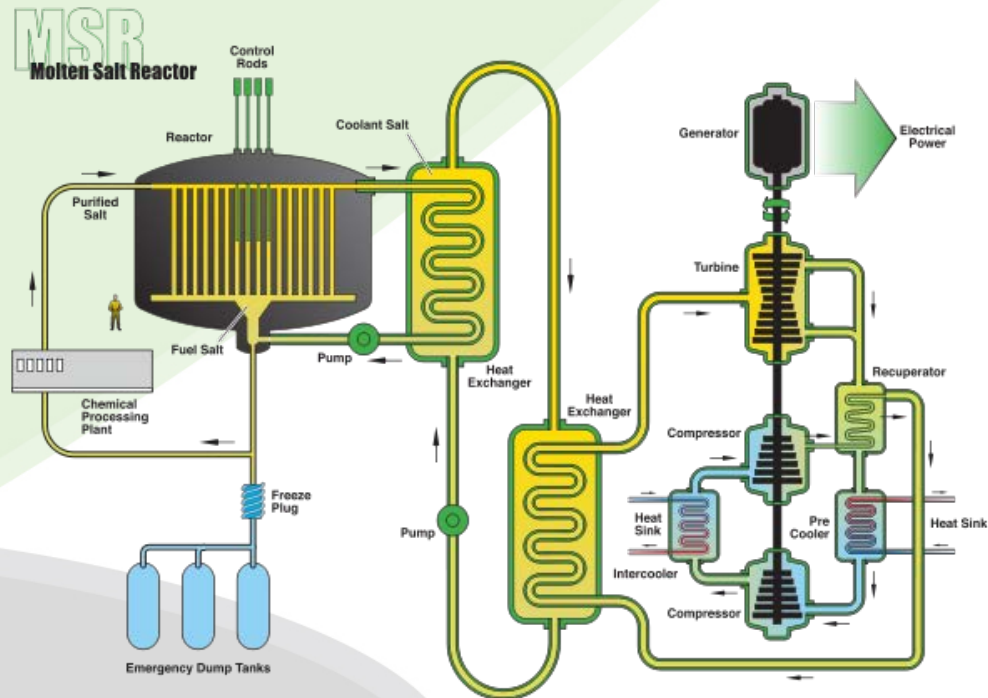 MSR
Molten Salt Reactor
Control
Rods
Reactor
Coolant Salt
Generator
Electrical
Power
Purified
Salt
Turbine
Fuel Salt
Pump
Heat
Exchanger
Chemical
Processing
Plant
Heat
Exchanger
Recuperator
Compressor
Freeze
Plug
Pump
Heat
Sink
Pre
Cooler
Heat Sink
Intercooler
Compressor
Emergency Dump Tanks